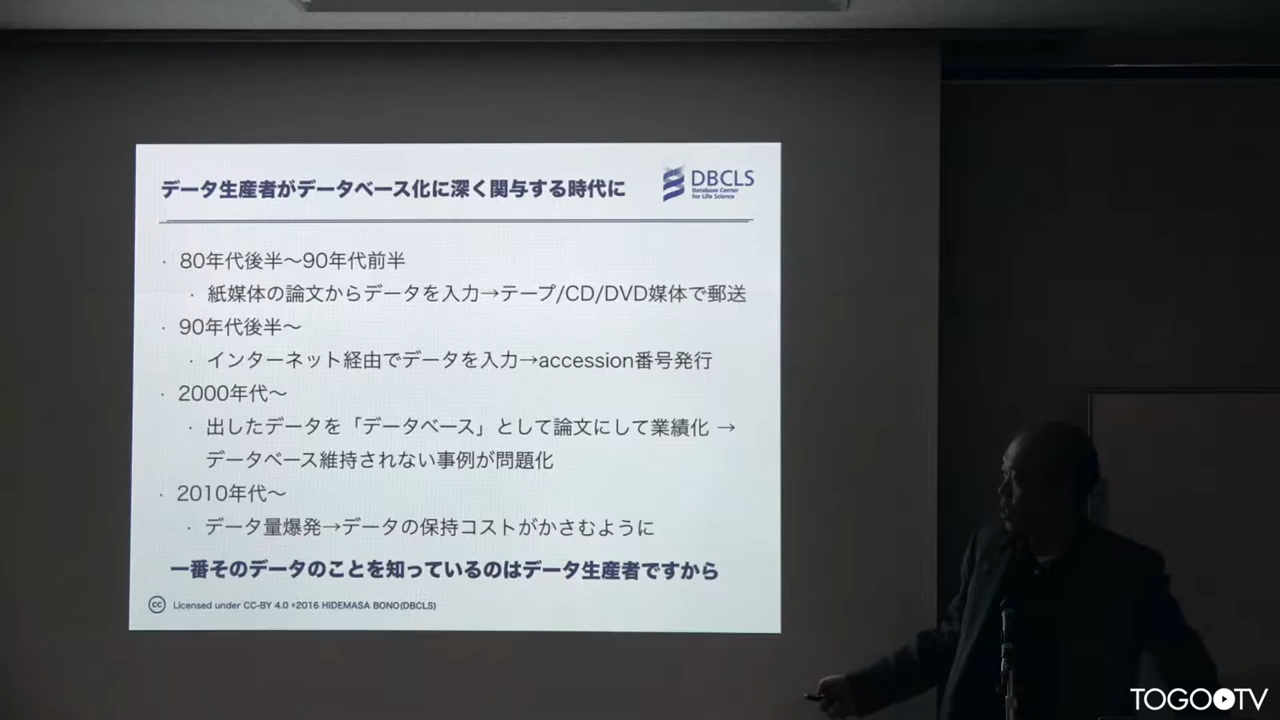 データ生産者がデータベース化に深く関与する時代に
DBCLS
Database Center
for Life Science
· 80年代後半〜90年代前半
· 紙媒体の論文からデータを入力→テープ/CD/DVD媒体で郵送
· 90年代後半〜
· インターネット経由でデータを入力→accession番号発行
· 2000年代〜
· 出したデータを「データベース」として論文にして業績化 →
データベース維持されない事例が問題化
· 2010年代〜
· データ量爆発→データの保持コストがかさむように
一番そのデータのことを知っているのはデータ生産者ですから
cc Licensed under CC-BY 4.0 ©2016 HIDEMASA BONO(DBCLS)
TOGO TV